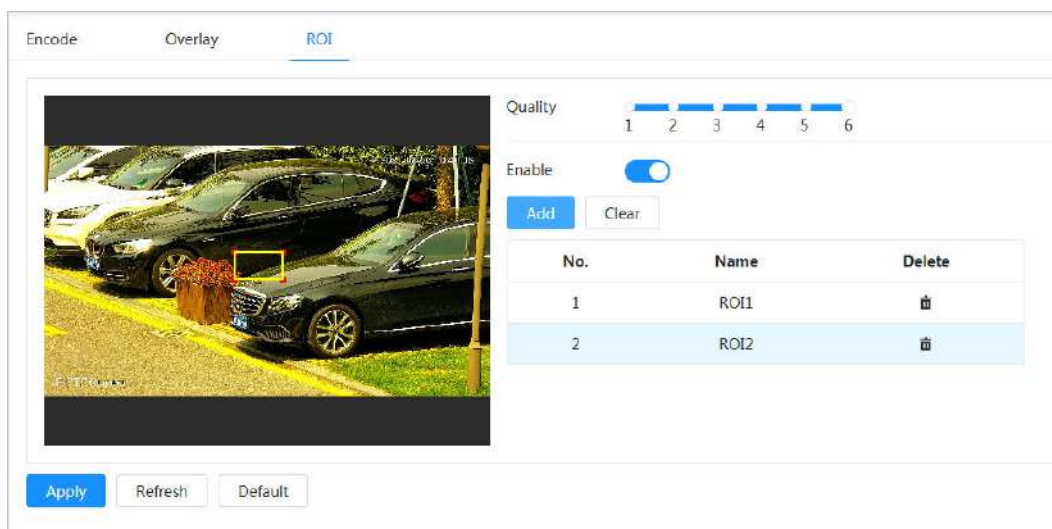 Encode Overlay ROI
Quality
1 2 3 4 5 6
Enable
Add Clear
No. Name Delete
1 ROI1
2 ROI2
Apply Refresh Default